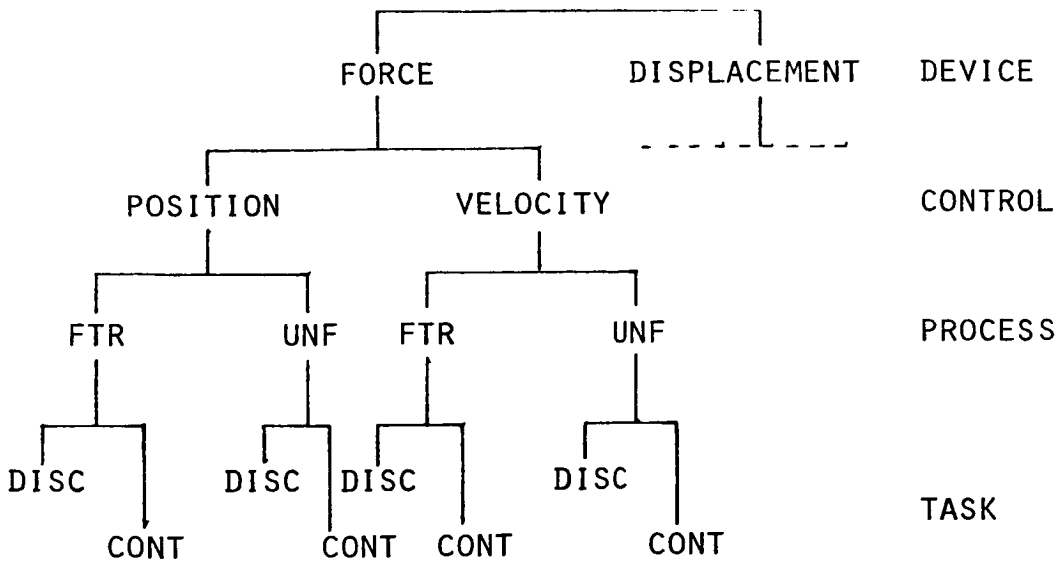 FORCE DISPLACEMENT DEVICE
POSITION VELOCITY CONTROL
FTR UNF FTR UNF PROCESS
DISC DISC DISC DISC
TASK
CONT CONT CONT CONT